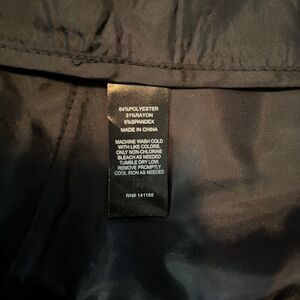 64%POLYESTER
31%RAYON
5%SPANDEX
MADE IN CHINA
MACHINE WASH COLD
WITH LIKE COLORS.
ONLY NON-CHLORINE
BLEACH AS NEEDED
TUMBLE DRY LOW
REMOVE PROMPTLY
COOL IRON AS NEEDED
RN# 141165